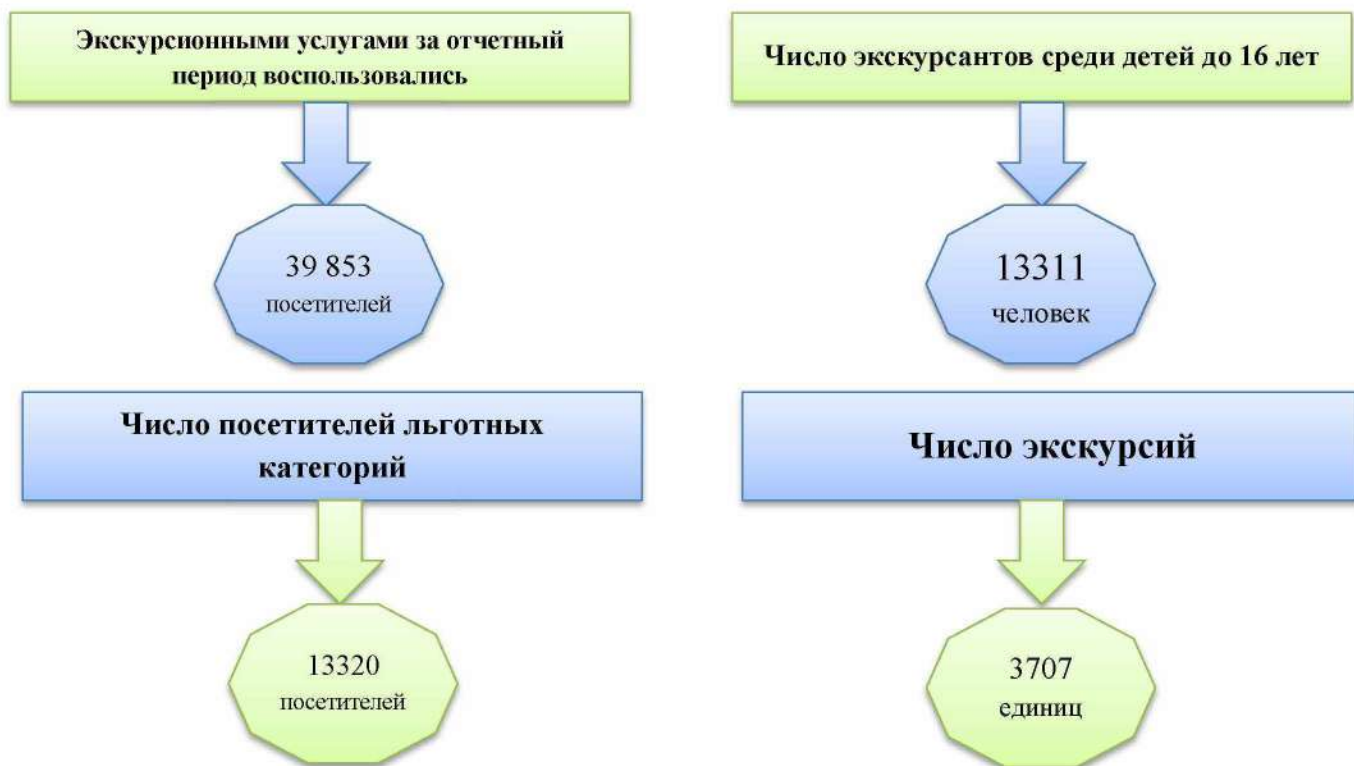 Экскурсионными услугами за отчетный
период воспользовались
39 853
посетителей
Число экскурсантов среди детей до 16 лет
13311
человек
Число посетителей льготных
категорий
13320
посетителей
Число экскурсий
3707
единиц